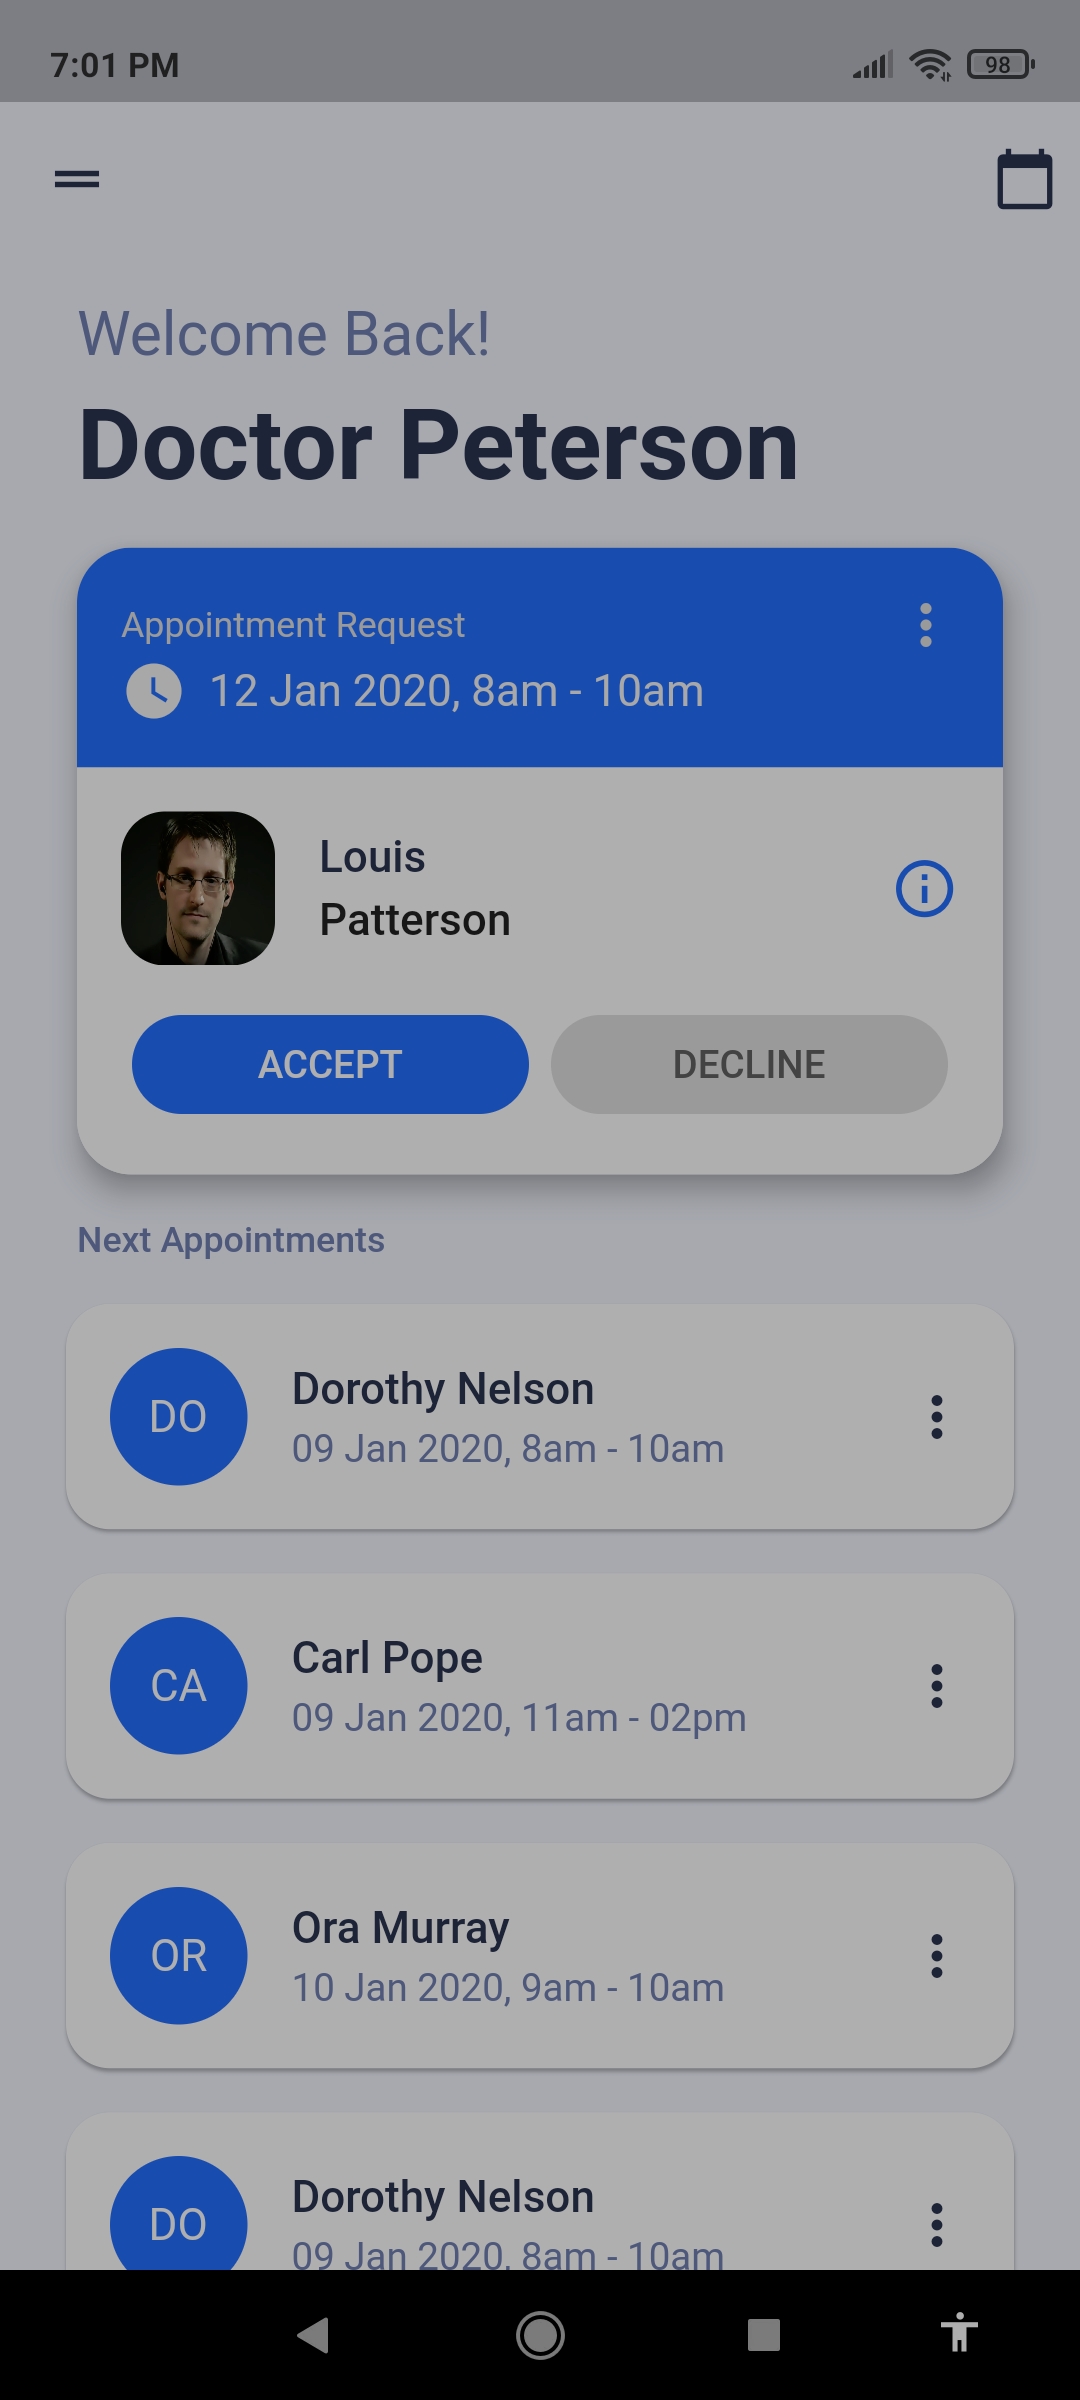 7:01 PM
98
Welcome Back!
Doctor Peterson
Appointment Request
12 Jan 2020, 8am - 10am
Louis
Patterson
ACCEPT
DECLINE
Next Appointments
DO
Dorothy Nelson
09 Jan 2020, 8am - 10am
CA
Carl Pope
09 Jan 2020, 11am - 02pm
OR
Ora Murray
10 Jan 2020, 9am - 10am
DO
Dorothy Nelson
09 Jan 2020, 8am - 10am